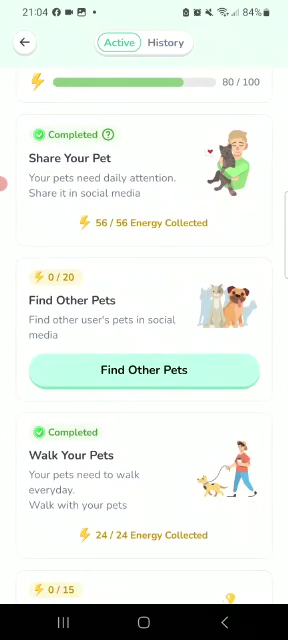 21:04
84%
Active
History
80 / 100
Completed
Share Your Pet
Your pets need daily attention.
Share it in social media
56 / 56 Energy Collected
0 / 20
Find Other Pets
Find other user's pets in social
media
Find Other Pets
Completed
Walk Your Pets
Your pets need to walk
everyday.
Walk with your pets
24 / 24 Energy Collected
0 / 15